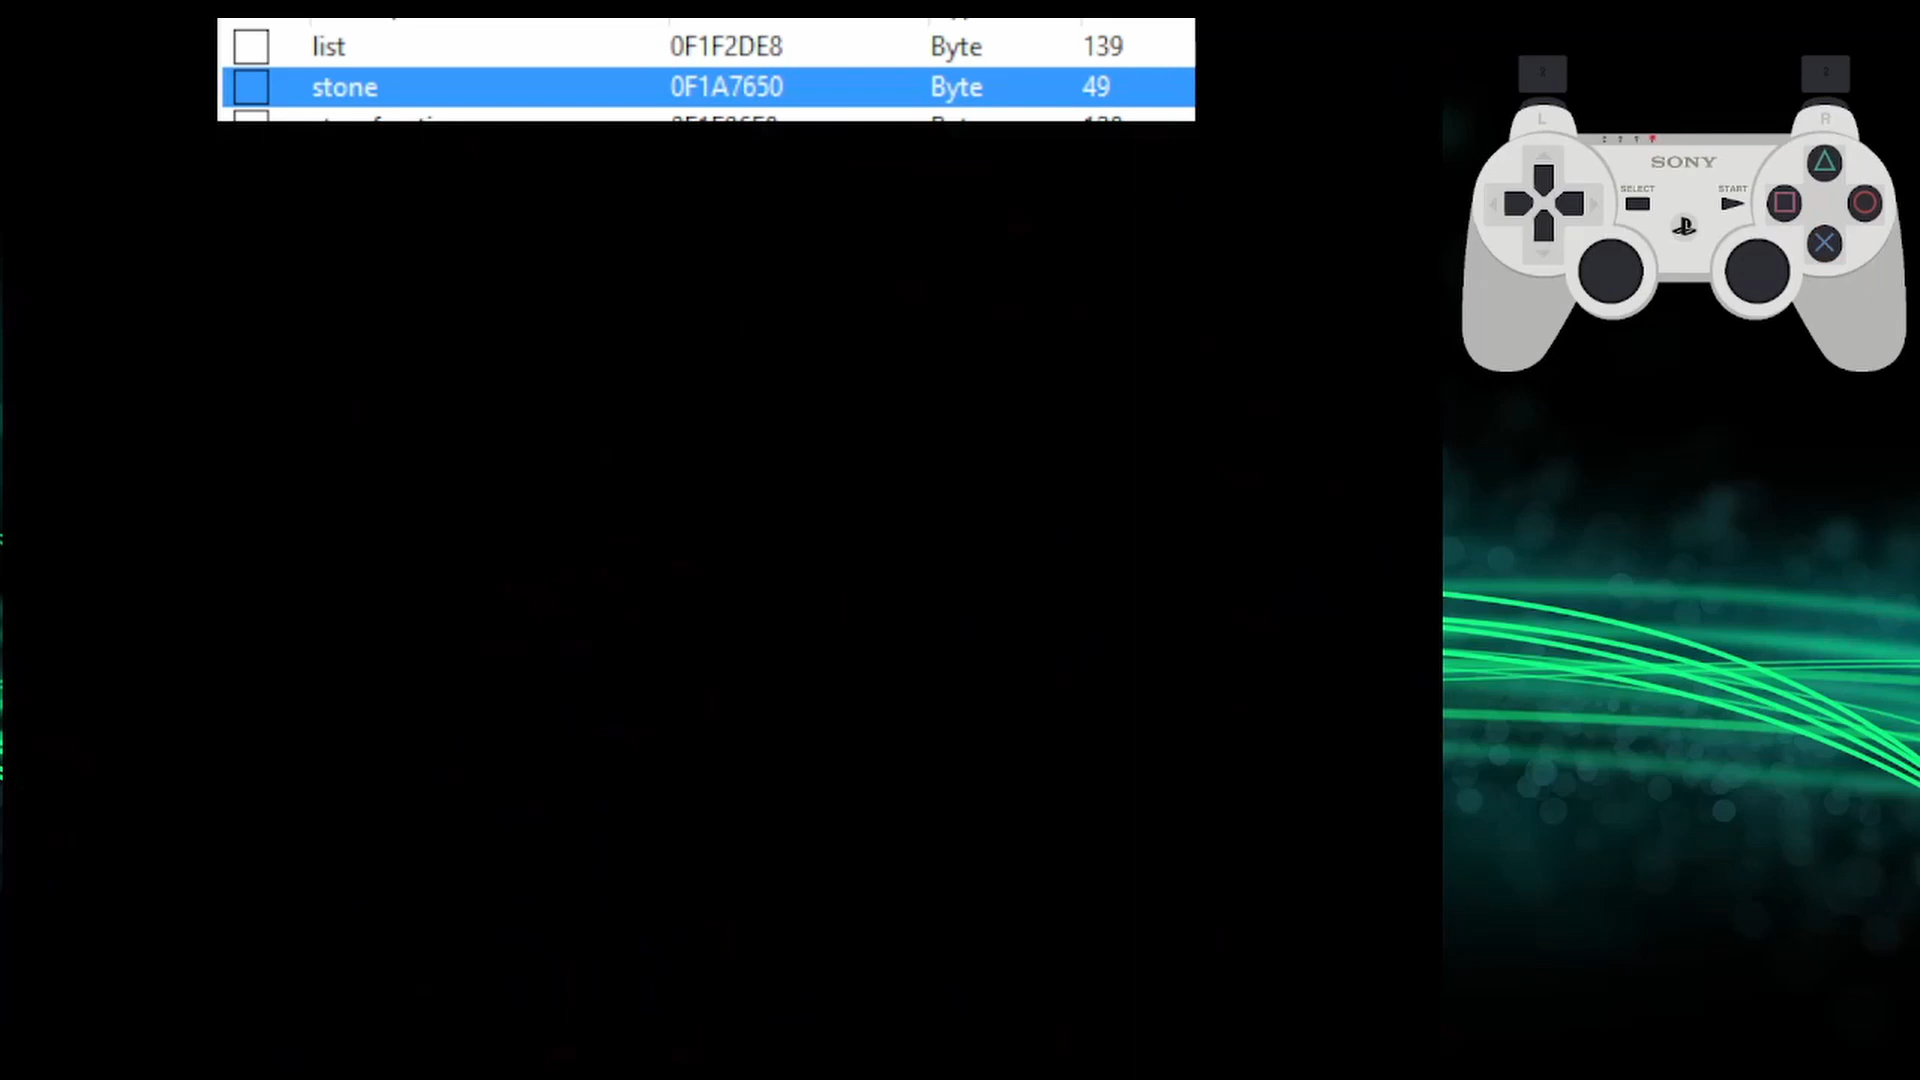 list 0F1F2DE8 Byte 139
stone 0F1A7650 Byte 49
L R
SONY
SELECT START